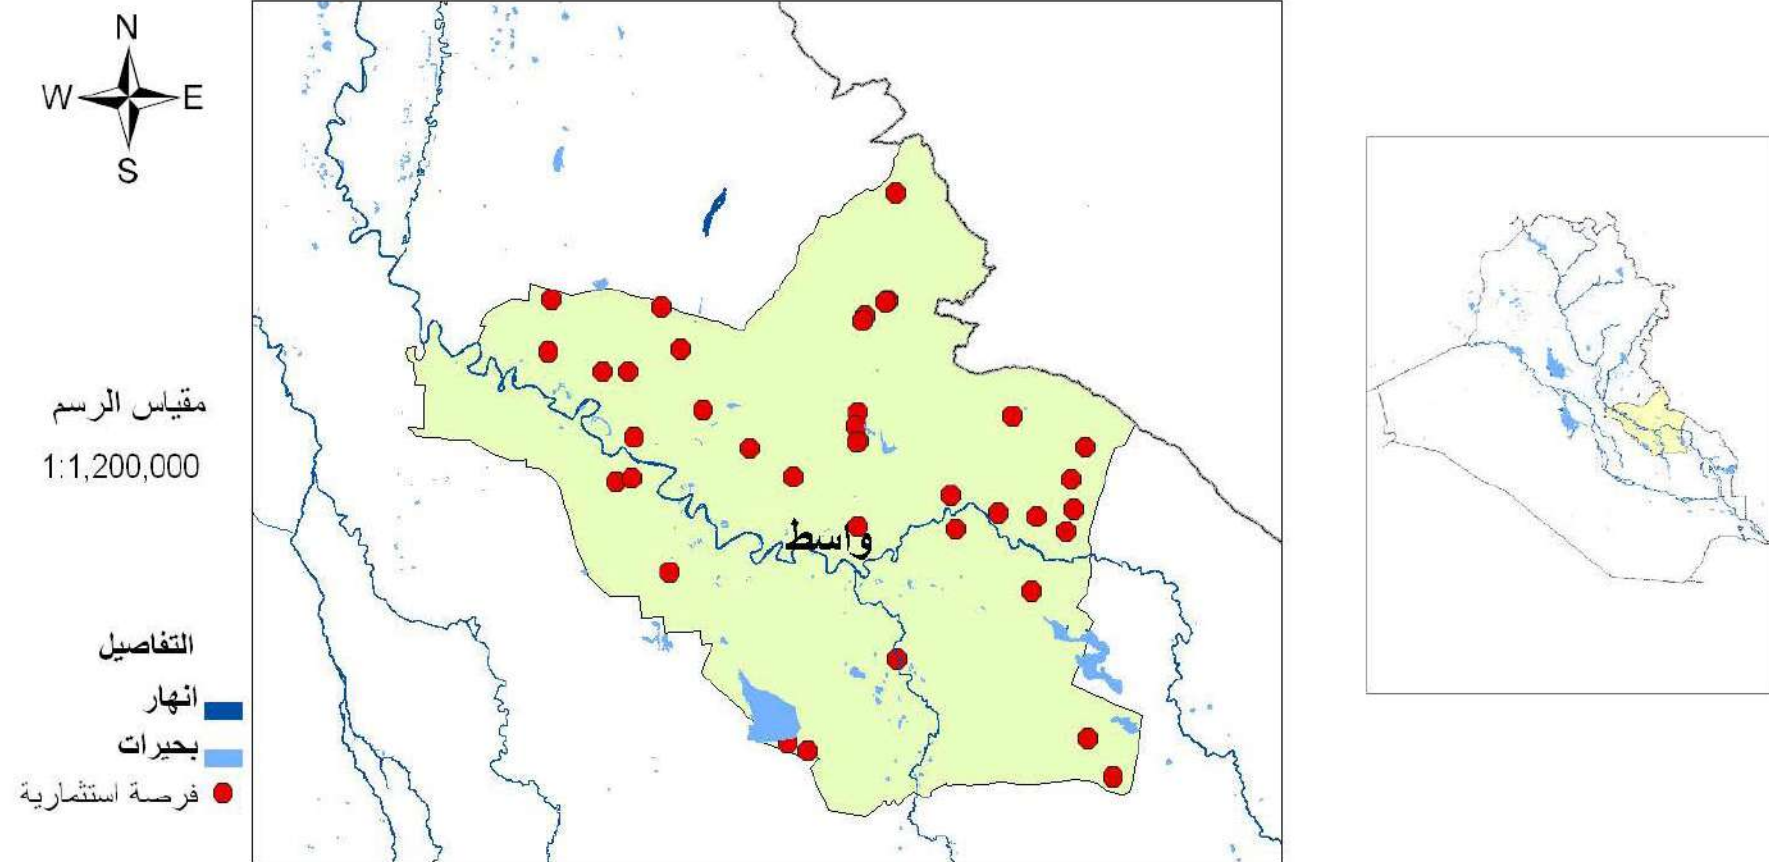 N
W E
S
مقياس الرسم
1:1,200,000
واسط
التفاصيل
انهار
بحيرات
فرصة استثمارية